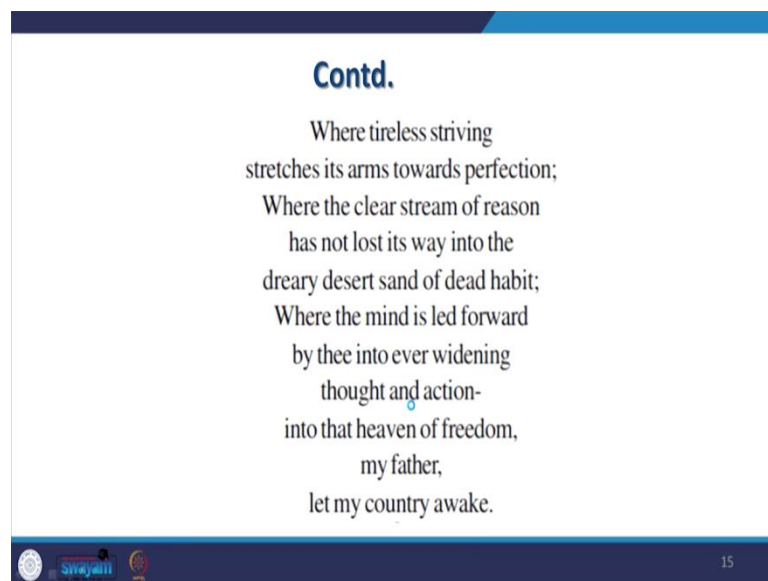 Contd.
Where tireless striving
stretches its arms towards perfection;
Where the clear stream of reason
has not lost its way into the
dreary desert sand of dead habit;
Where the mind is led forward
by thee into ever widening
thought and action-
into that heaven of freedom,
my father,
let my country awake.
swayam
15